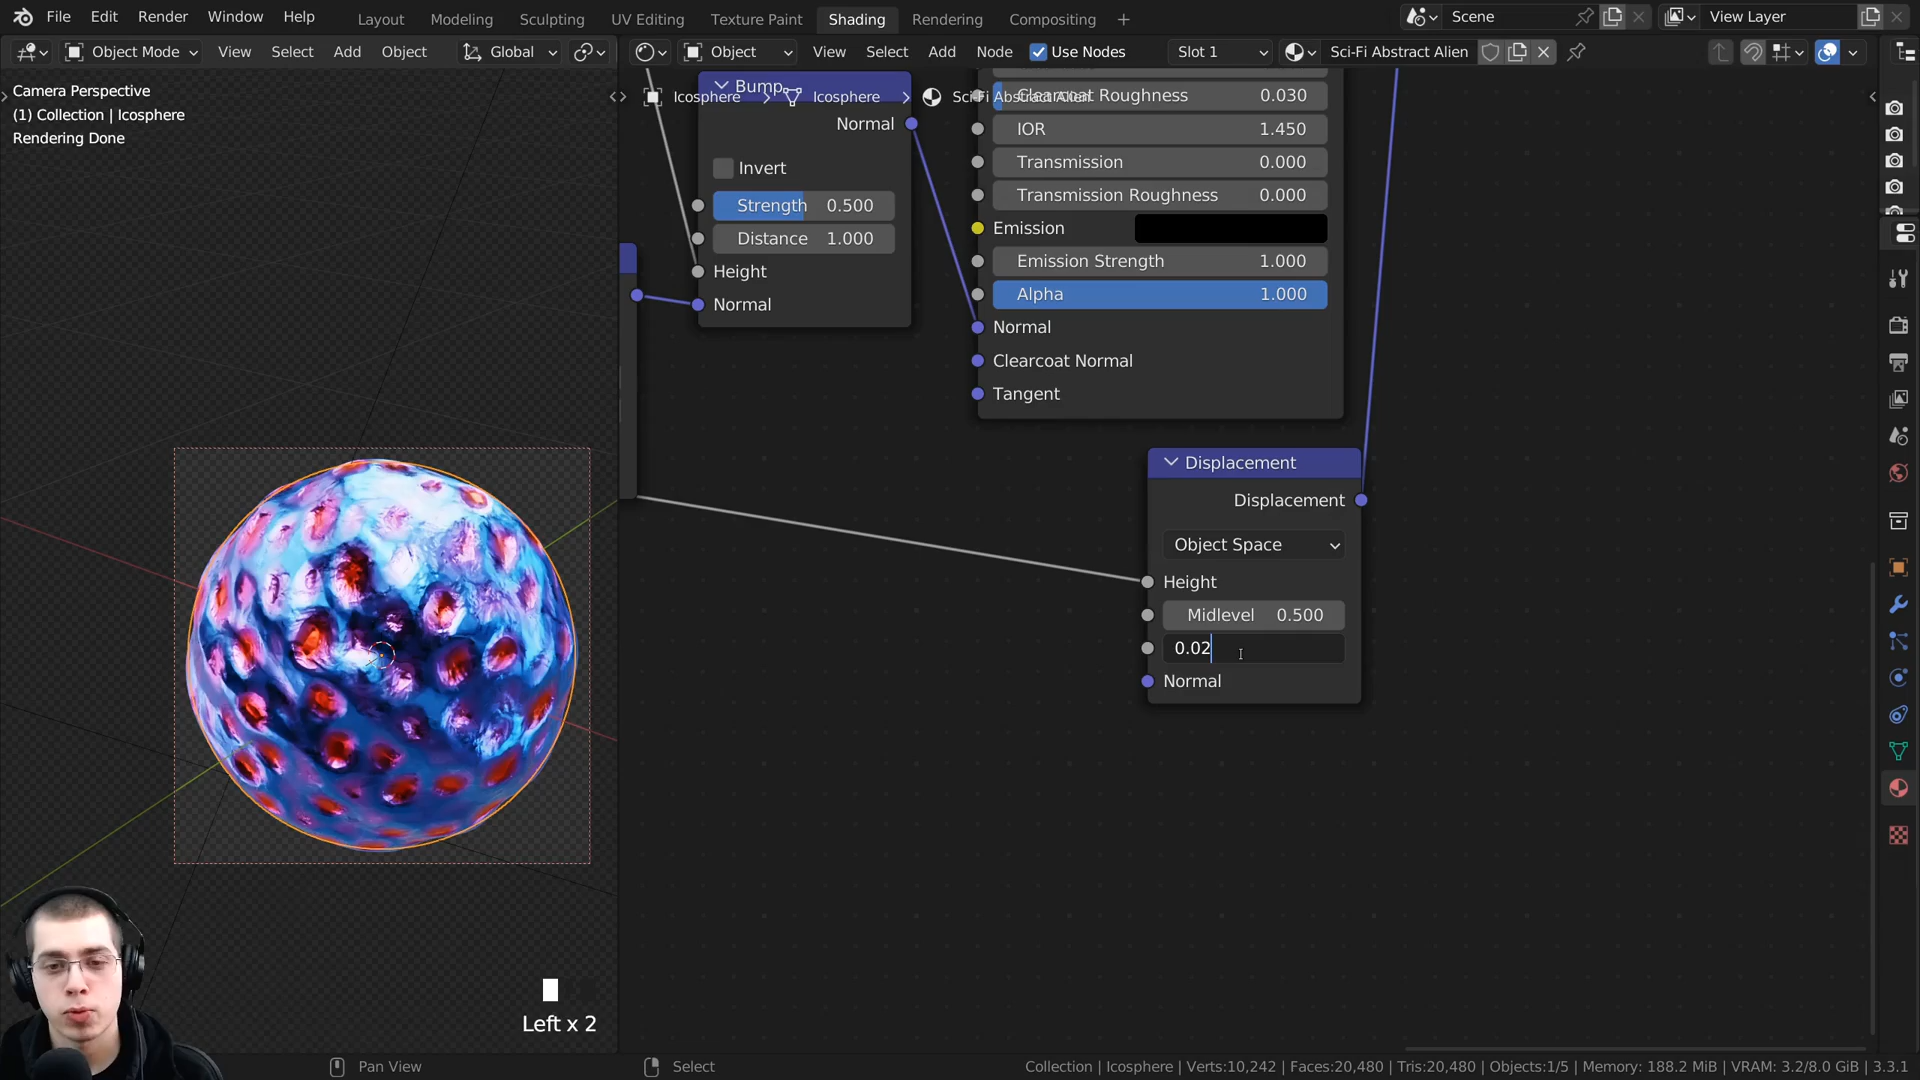 File Edit Render Window Help Layout Modeling Sculpting UV Editing Texture Paint Shading Rendering Compositing + Scene View Layer
Object Mode View Select Add Object Global Object View Select Add Node Use Nodes Slot 1 Sci-Fi Abstract Alien
Camera Perspective
(1) Collection | Icosphere
Rendering Done
Icosphere > Icosphere > Sci-Fi Abstract Alien
Bump
Normal
Invert
Strength 0.500
Distance 1.000
Height
Normal
Clearcoat Roughness 0.030
IOR 1.450
Transmission 0.000
Transmission Roughness 0.000
Emission
Emission Strength 1.000
Alpha 1.000
Normal
Clearcoat Normal
Tangent
Displacement
Displacement
Object Space
Height
Midlevel 0.500
0.02
Normal
Left x 2
Pan View Select Collection | Icosphere | Verts:10,242 | Faces:20,480 | Tris:20,480 | Objects:1/5 | Memory: 188.2 MiB | VRAM: 3.2/8.0 GiB | 3.3.1